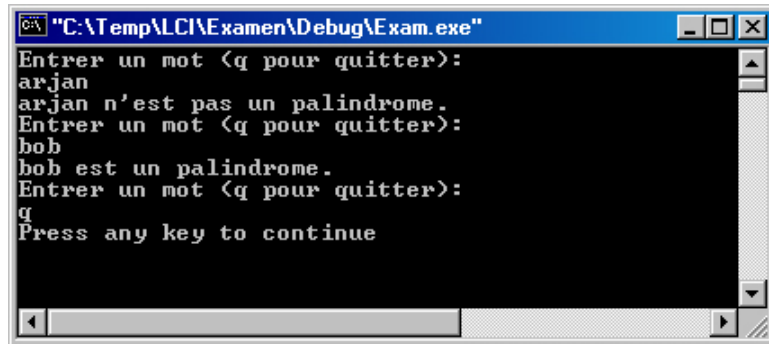 "C:\Temp\LCI\Examen\Debug\Exam.exe"
Entrer un mot (q pour quitter):
arjan
arjan n'est pas un palindrome.
Entrer un mot (q pour quitter):
bob
bob est un palindrome.
Entrer un mot (q pour quitter):
q
Press any key to continue